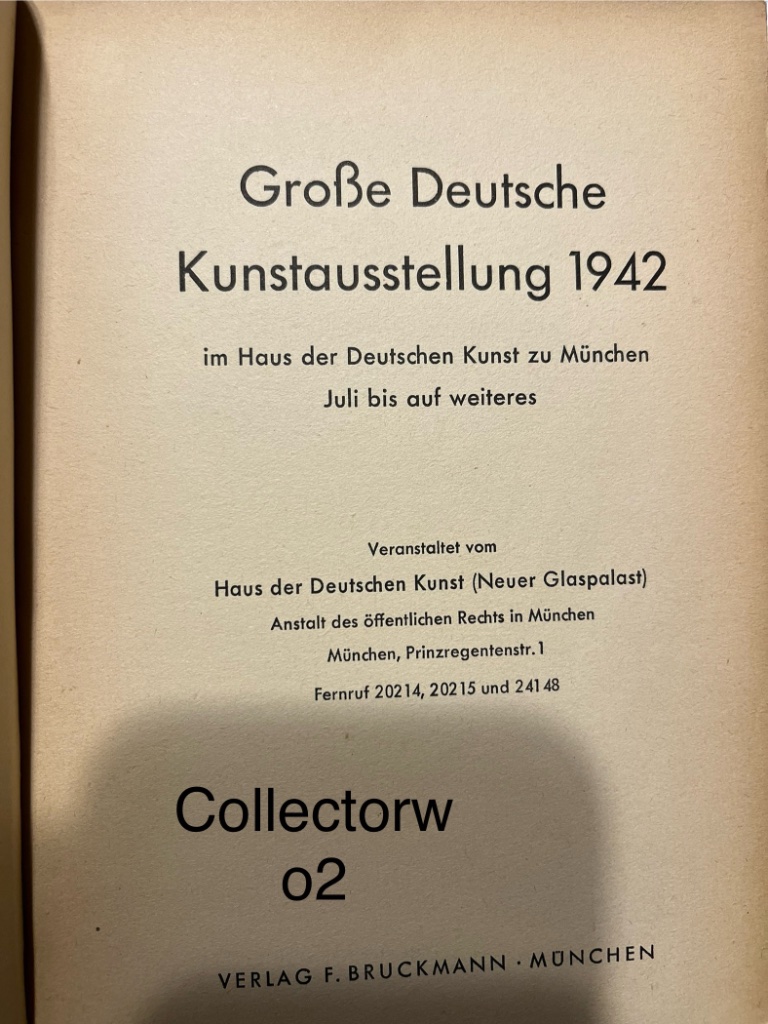 Große Deutsche
Kunstausstellung 1942
im Haus der Deutschen Kunst zu München
Juli bis auf weiteres
Veranstaltet vom
Haus der Deutschen Kunst (Neuer Glaspalast)
Anstalt des öffentlichen Rechts in München
München, Prinzregentenstr. 1
Fernruf 20214, 20215 und 24148
Collectorw
o2
VERLAG F. BRUCKMANN · MÜNCHEN